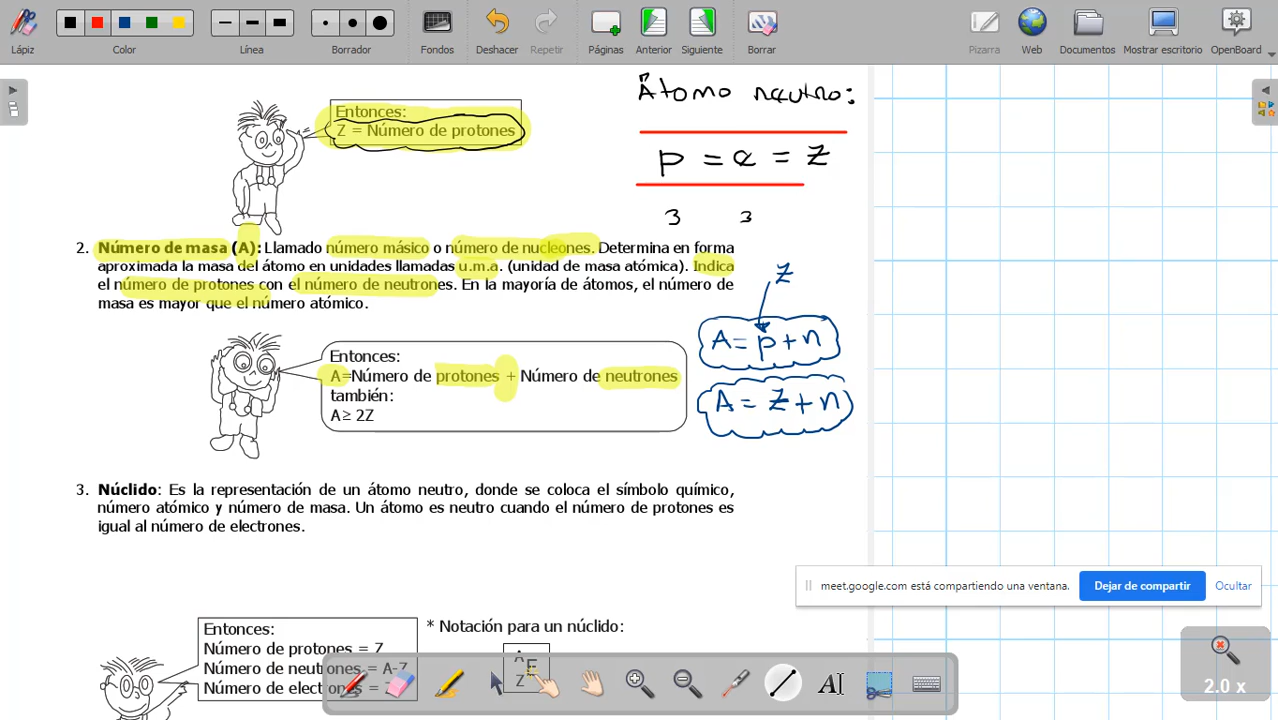 Lápiz
Color
Línea
Borrador
Fondos
Deshacer
Repetir
Páginas
Anterior
Siguiente
Borrar
Pizarra
Web
Documentos
Mostrar escritorio
OpenBoard
Entonces:
Z = Número de protones
Átomo neutro:
p = e = Z
3 3
2. Número de masa (A): Llamado número másico o número de nucleones. Determina en forma
aproximada la masa del átomo en unidades llamadas u.m.a. (unidad de masa atómica). Indica
el número de protones con el número de neutrones. En la mayoría de átomos, el número de
masa es mayor que el número atómico.
Z
A = p + n
A = Z + n
Entonces:
A=Número de protones + Número de neutrones
también:
A≥ 2Z
3. Núclido: Es la representación de un átomo neutro, donde se coloca el símbolo químico,
número atómico y número de masa. Un átomo es neutro cuando el número de protones es
igual al número de electrones.
meet.google.com está compartiendo una ventana.
Dejar de compartir
Ocultar
Entonces:
Número de protones = Z
Número de neutrones = A-Z
Número de elect
* Notación para un núclido:
A
E
Z
2.0 x